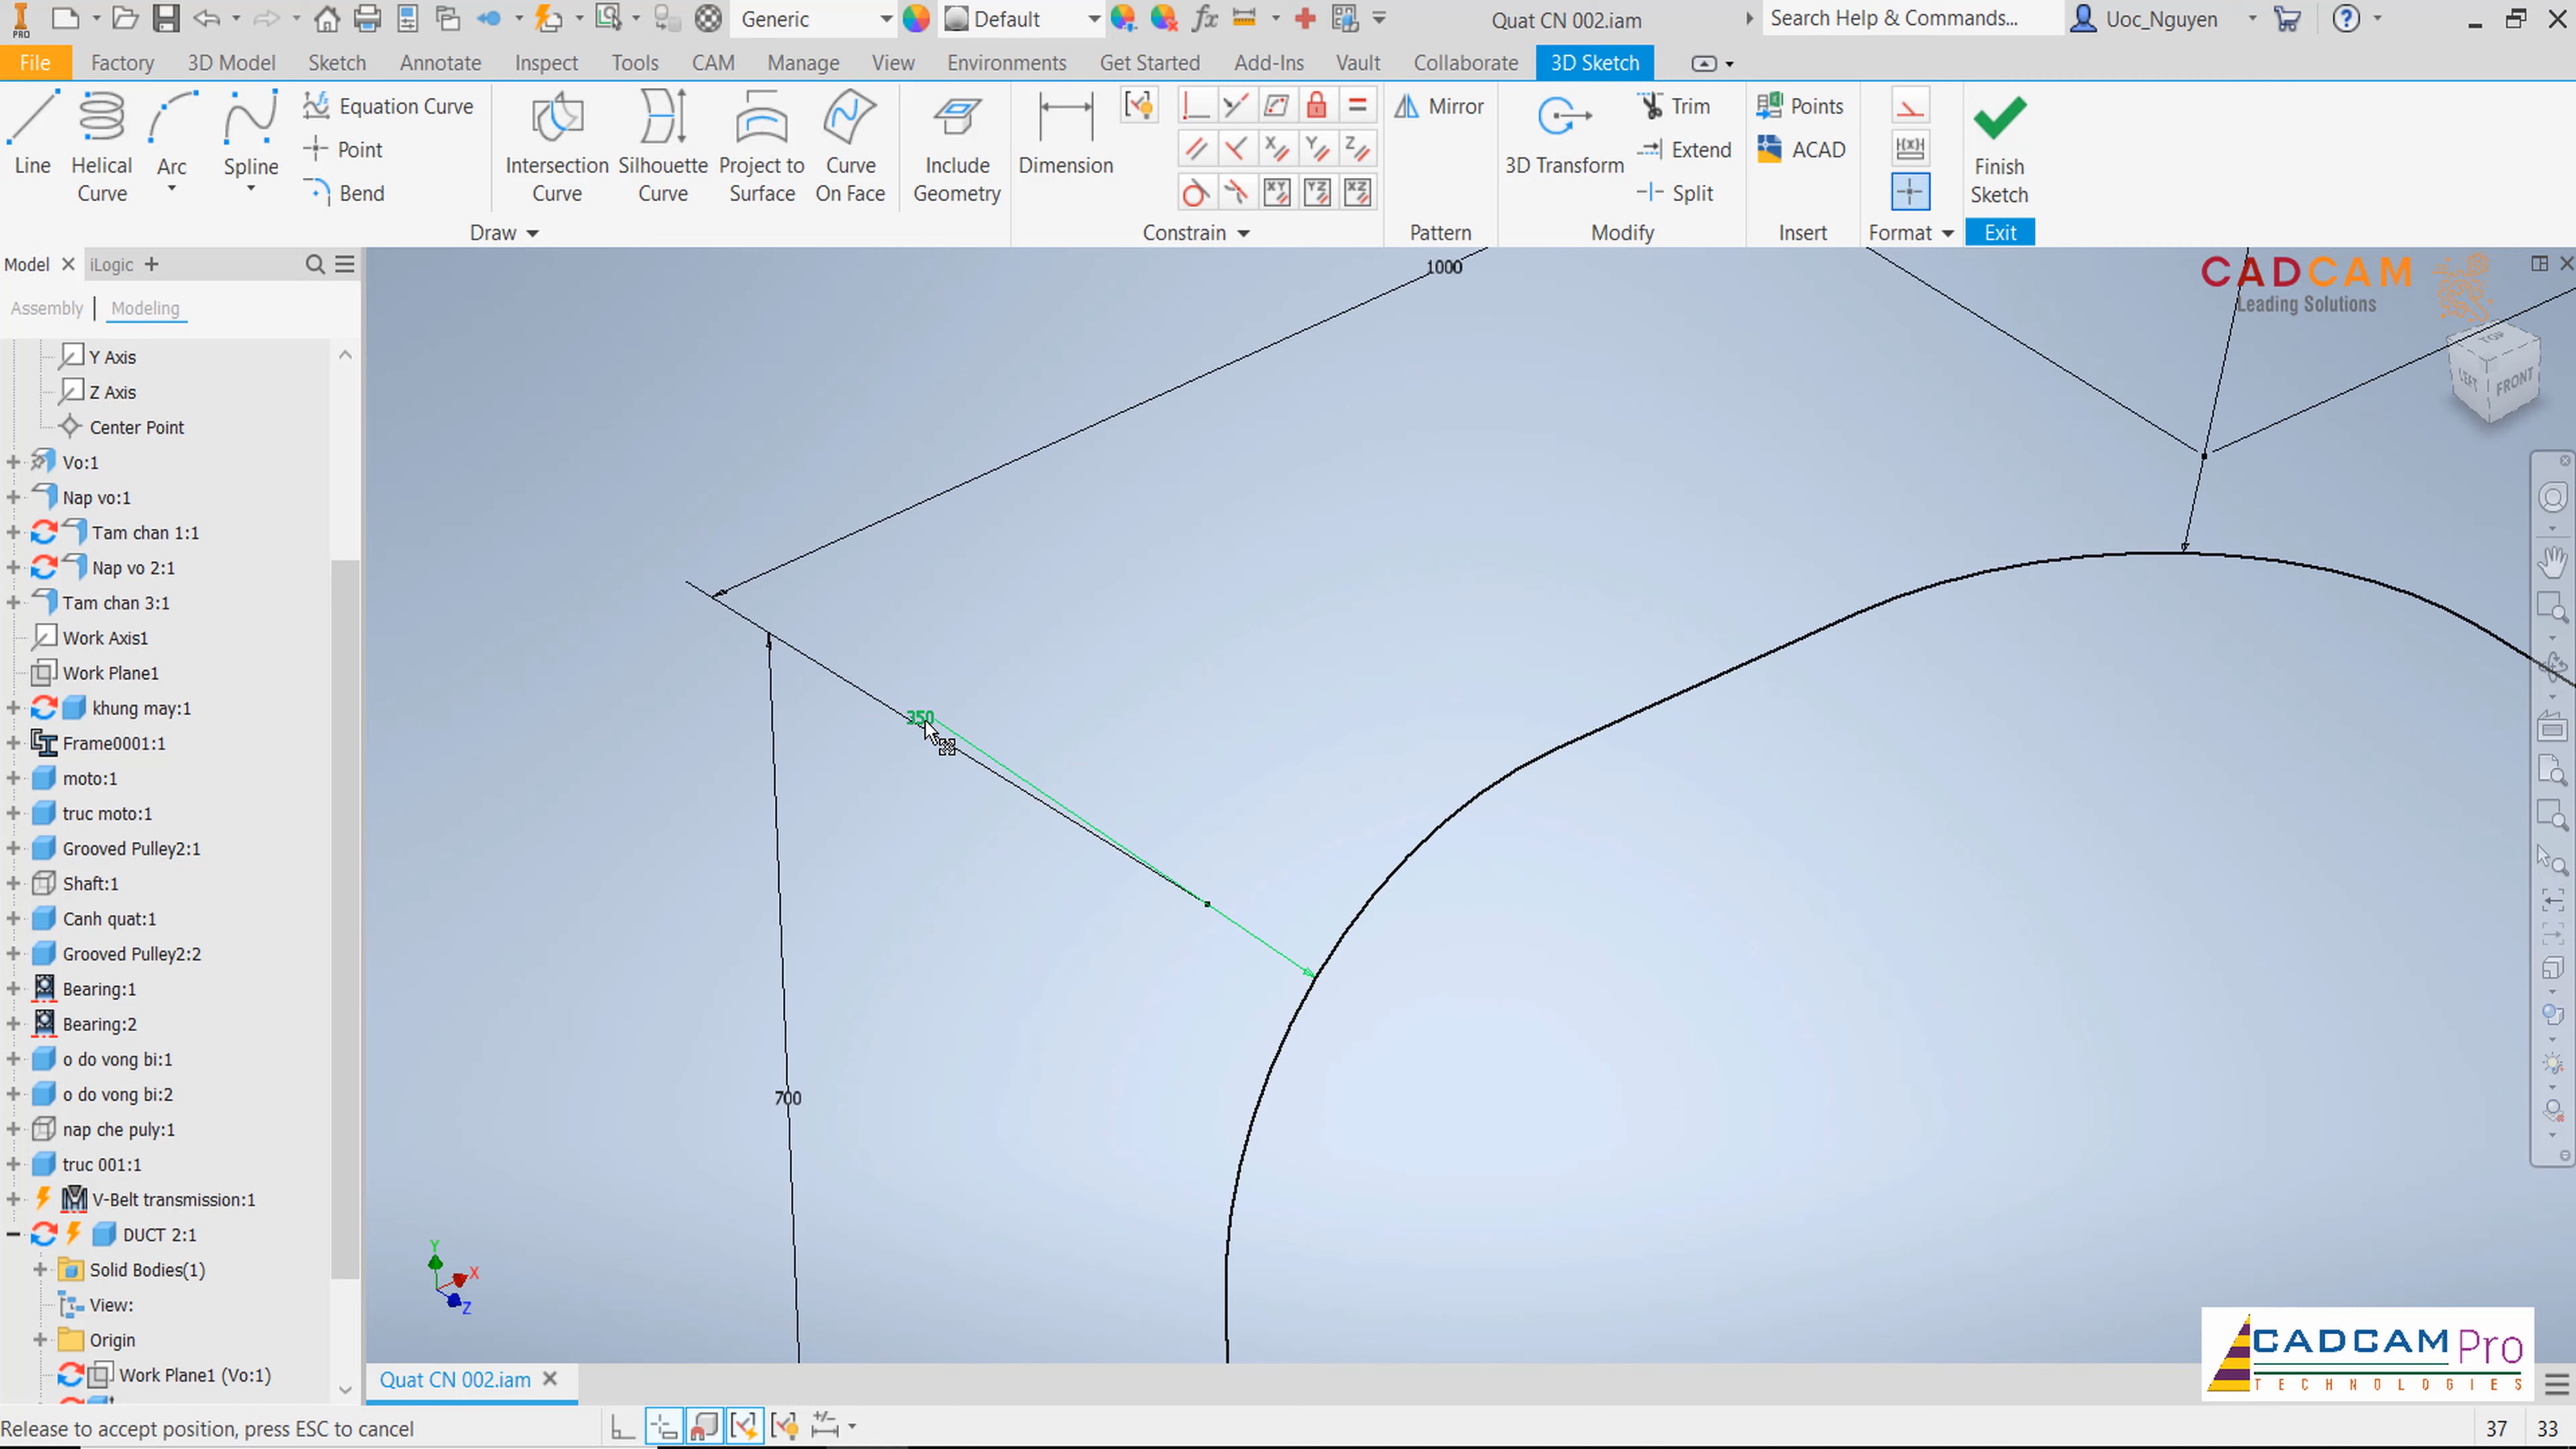 PRO
Generic
Default
fx
Quat CN 002.iam
Search Help & Commands...
Uoc_Nguyen
File
Factory
3D Model
Sketch
Annotate
Inspect
Tools
CAM
Manage
View
Environments
Get Started
Add-Ins
Vault
Collaborate
3D Sketch
Line
Helical Curve
Arc
Spline
Equation Curve
Point
Bend
Intersection Curve
Silhouette Curve
Project to Surface
Curve On Face
Include Geometry
Dimension
Mirror
3D Transform
Trim
Extend
Split
Points
ACAD
Finish Sketch
Draw
Constrain
Pattern
Modify
Insert
Format
Exit
Model
iLogic
Assembly
Modeling
Y Axis
Z Axis
Center Point
Vo:1
Nap vo:1
Tam chan 1:1
Nap vo 2:1
Tam chan 3:1
Work Axis1
Work Plane1
khung may:1
Frame0001:1
moto:1
truc moto:1
Grooved Pulley2:1
Shaft:1
Canh quat:1
Grooved Pulley2:2
Bearing:1
Bearing:2
o do vong bi:1
o do vong bi:2
nap che puly:1
truc 001:1
V-Belt transmission:1
DUCT 2:1
Solid Bodies(1)
View:
Origin
Work Plane1 (Vo:1)
1000
350
700
CADCAM
Leading Solutions
TOP
LEFT
FRONT
Y
X
Z
CADCAM Pro
TECHNOLOGIES
Quat CN 002.iam
Release to accept position, press ESC to cancel
37
33